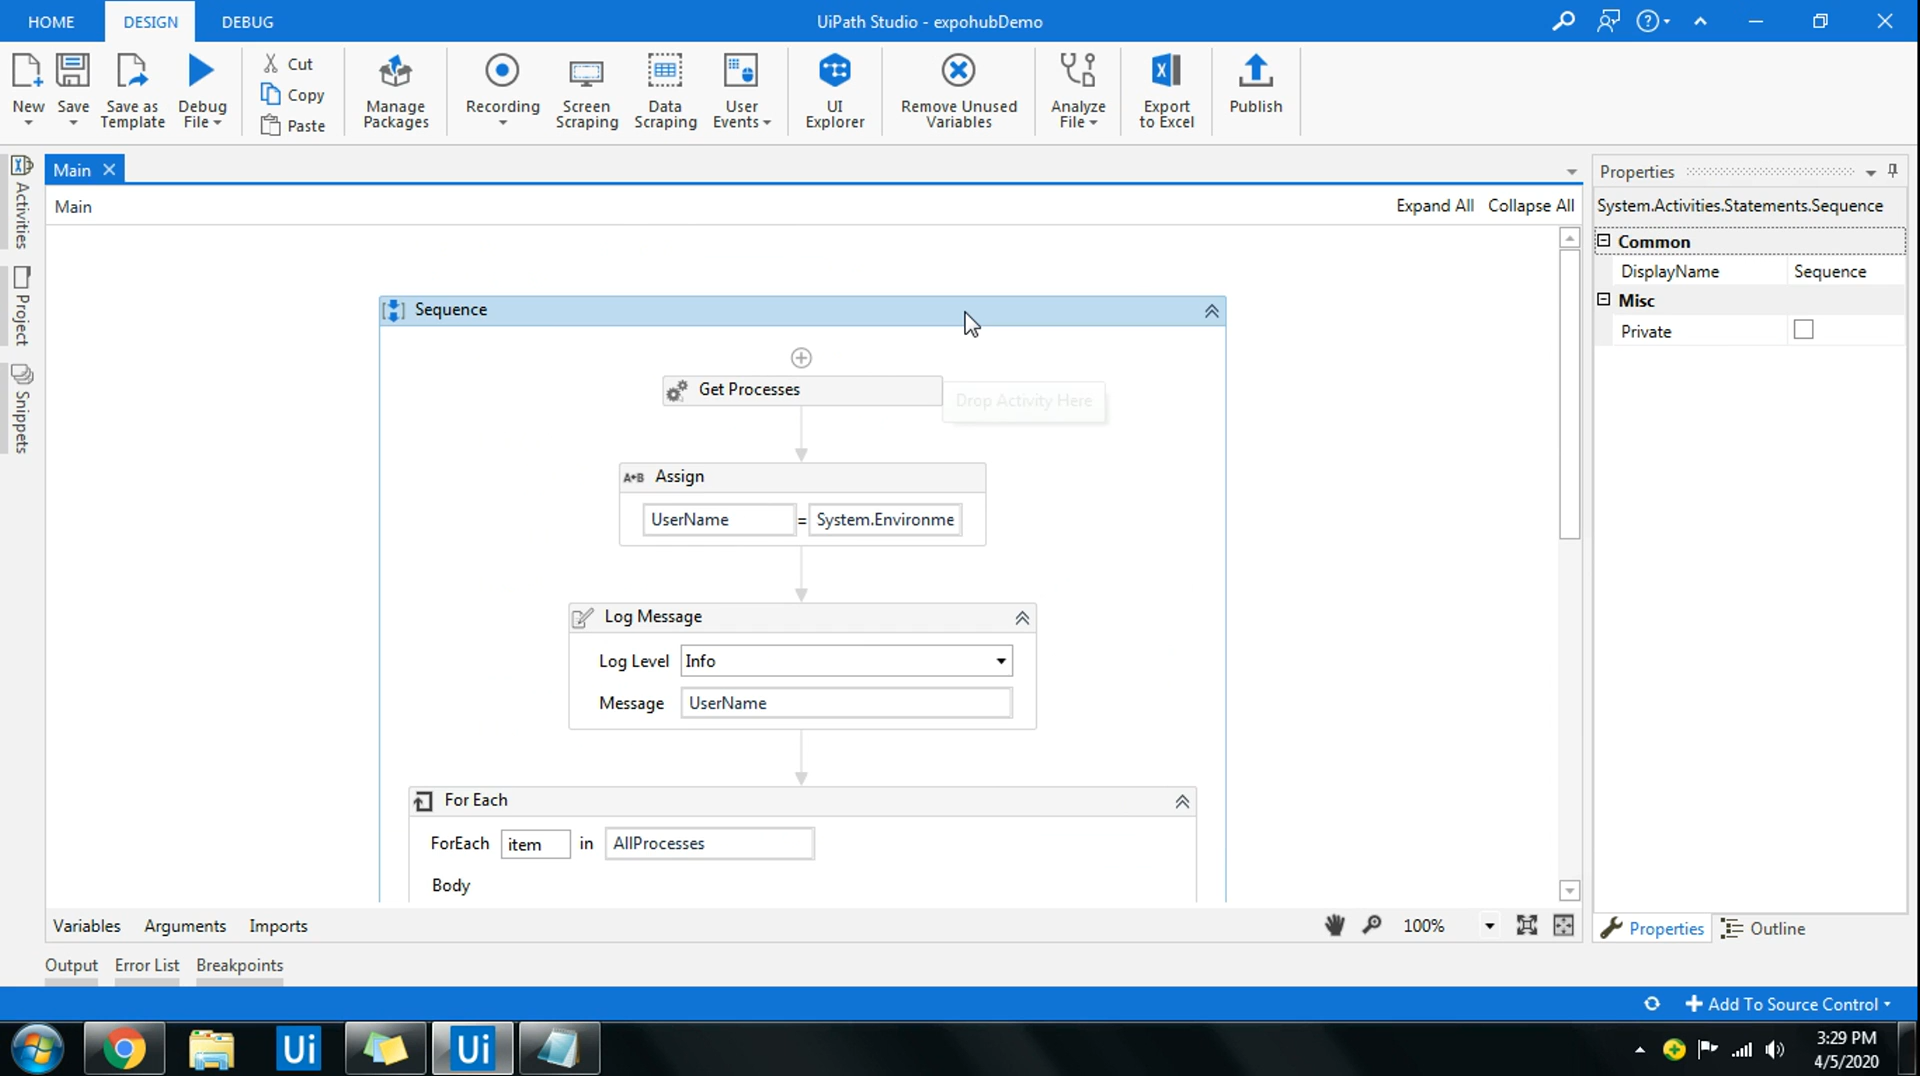 HOME DESIGN DEBUG UiPath Studio - expohubDemo
New Save Save as Template Debug File Cut Copy Paste Manage Packages Recording Screen Scraping Data Scraping User Events UI Explorer Remove Unused Variables Analyze File Export to Excel Publish
Activities
Project
Snippets
Main
Main Expand All Collapse All
Sequence
Get Processes
Drop Activity Here
A+B Assign
UserName = System.Environme
Log Message
Log Level Info
Message UserName
For Each
ForEach item in AllProcesses
Body
Variables Arguments Imports 100%
Output Error List Breakpoints
Properties
System.Activities.Statements.Sequence
Common
DisplayName Sequence
Misc
Private
Properties Outline
Add To Source Control
Ui Ui
3:29 PM
4/5/2020